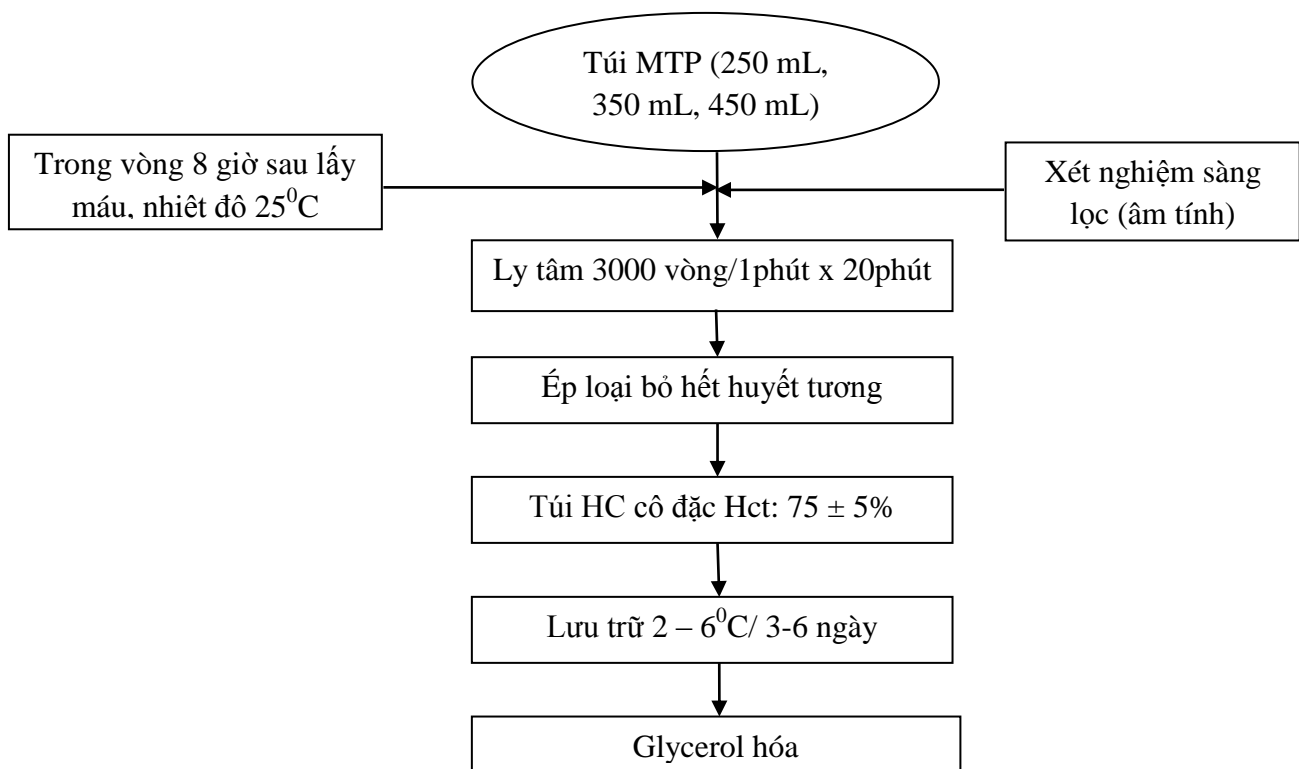 Túi MTP (250 mL,
350 mL, 450 mL)
Trong vòng 8 giờ sau lấy
máu, nhiêt đô 25⁰C
Xét nghiệm sàng
lọc (âm tính)
Ly tâm 3000 vòng/1phút x 20phút
Ép loại bỏ hết huyết tương
Túi HC cô đặc Hct: 75 ± 5%
Lưu trữ 2 – 6⁰C/ 3-6 ngày
Glycerol hóa